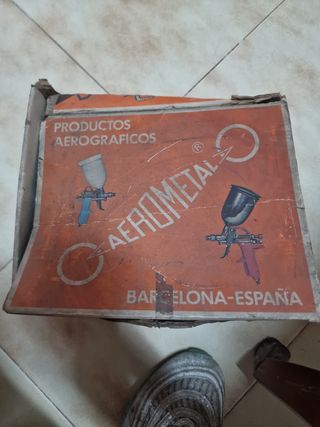 PRODUCTOS
AEROGRAFICOS
AEROMETAL ®
BARCELONA-ESPAÑA